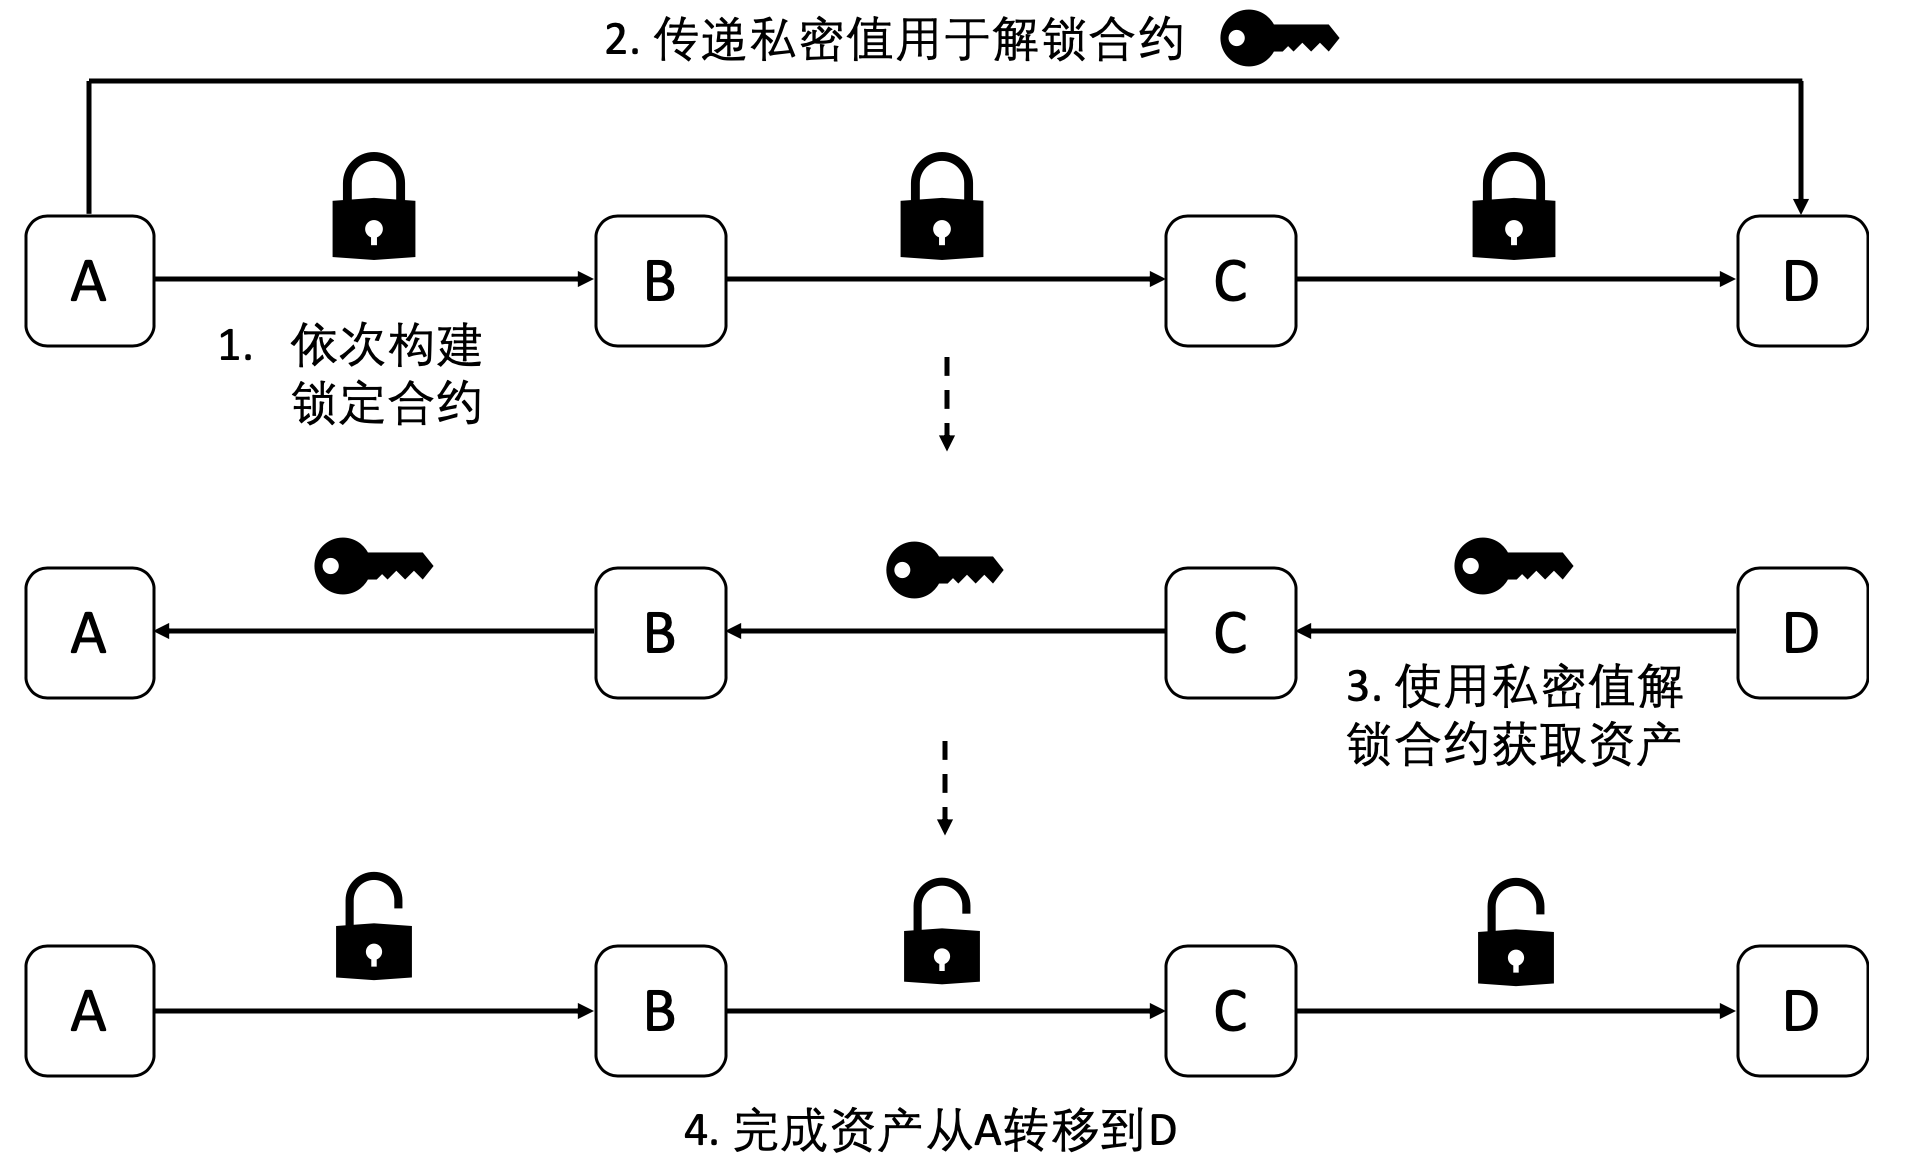 2. 传递私密值用于解锁合约
A
B
C
D
1. 依次构建
锁定合约
A
B
C
D
3. 使用私密值解
锁合约获取资产
A
B
C
D
4. 完成资产从A转移到D